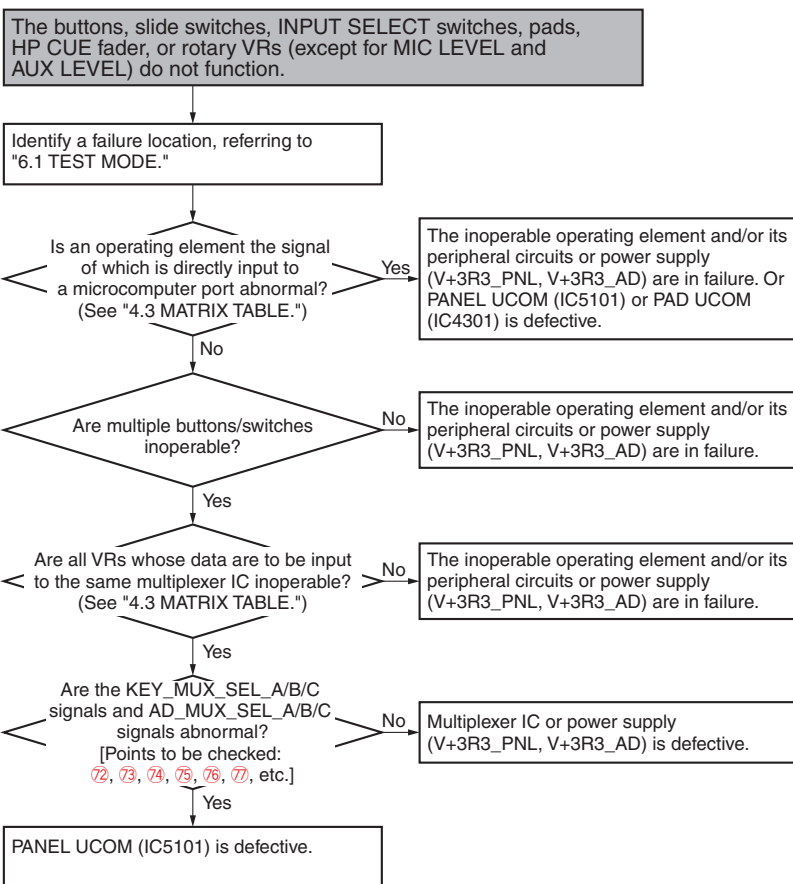 The buttons, slide switches, INPUT SELECT switches, pads,
HP CUE fader, or rotary VRs (except for MIC LEVEL and
AUX LEVEL) do not function.
Identify a failure location, referring to
"6.1 TEST MODE."
Is an operating element the signal
of which is directly input to
a microcomputer port abnormal?
(See "4.3 MATRIX TABLE.")
Yes
The inoperable operating element and/or its
peripheral circuits or power supply
(V+3R3_PNL, V+3R3_AD) are in failure. Or
PANEL UCOM (IC5101) or PAD UCOM
(IC4301) is defective.
No
Are multiple buttons/switches
inoperable?
No
The inoperable operating element and/or its
peripheral circuits or power supply
(V+3R3_PNL, V+3R3_AD) are in failure.
Yes
Are all VRs whose data are to be input
to the same multiplexer IC inoperable?
(See "4.3 MATRIX TABLE.")
No
The inoperable operating element and/or its
peripheral circuits or power supply
(V+3R3_PNL, V+3R3_AD) are in failure.
Yes
Are the KEY_MUX_SEL_A/B/C
signals and AD_MUX_SEL_A/B/C
signals abnormal?
[Points to be checked:
72, 73, 74, 75, 76, 77, etc.]
No
Multiplexer IC or power supply
(V+3R3_PNL, V+3R3_AD) is defective.
Yes
PANEL UCOM (IC5101) is defective.